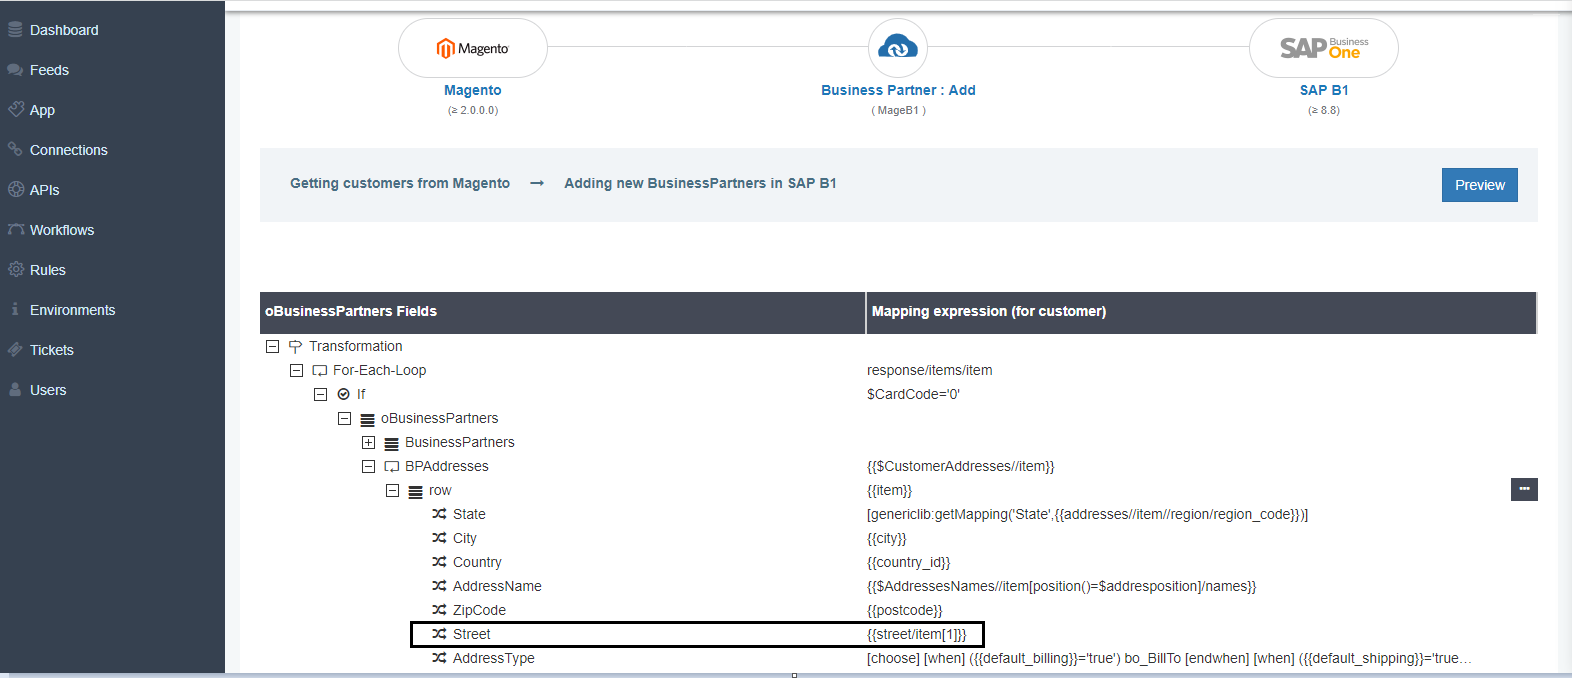 Dashboard
Feeds
App
Connections
APIs
Workflows
Rules
Environments
Tickets
Users
Magento
SAP Business One
Magento
Business Partner : Add
SAP B1
(≥ 2.0.0.0)
( MageB1 )
(≥ 8.8)
Getting customers from Magento → Adding new BusinessPartners in SAP B1
Preview
oBusinessPartners Fields Mapping expression (for customer)
Transformation
For-Each-Loop response/items/item
If $CardCode='0'
oBusinessPartners
BusinessPartners
BPAddresses {{$CustomerAddresses//item}}
row {{item}}
State [genericlib:getMapping('State',{{addresses//item//region/region_code}})]
City {{city}}
Country {{country_id}}
AddressName {{$AddressesNames//item[position()=$addresposition]/names}}
ZipCode {{postcode}}
Street {{street/item[1]}}
AddressType [choose] [when] ({{default_billing}}='true') bo_BillTo [endwhen] [when] ({{default_shipping}}='true…